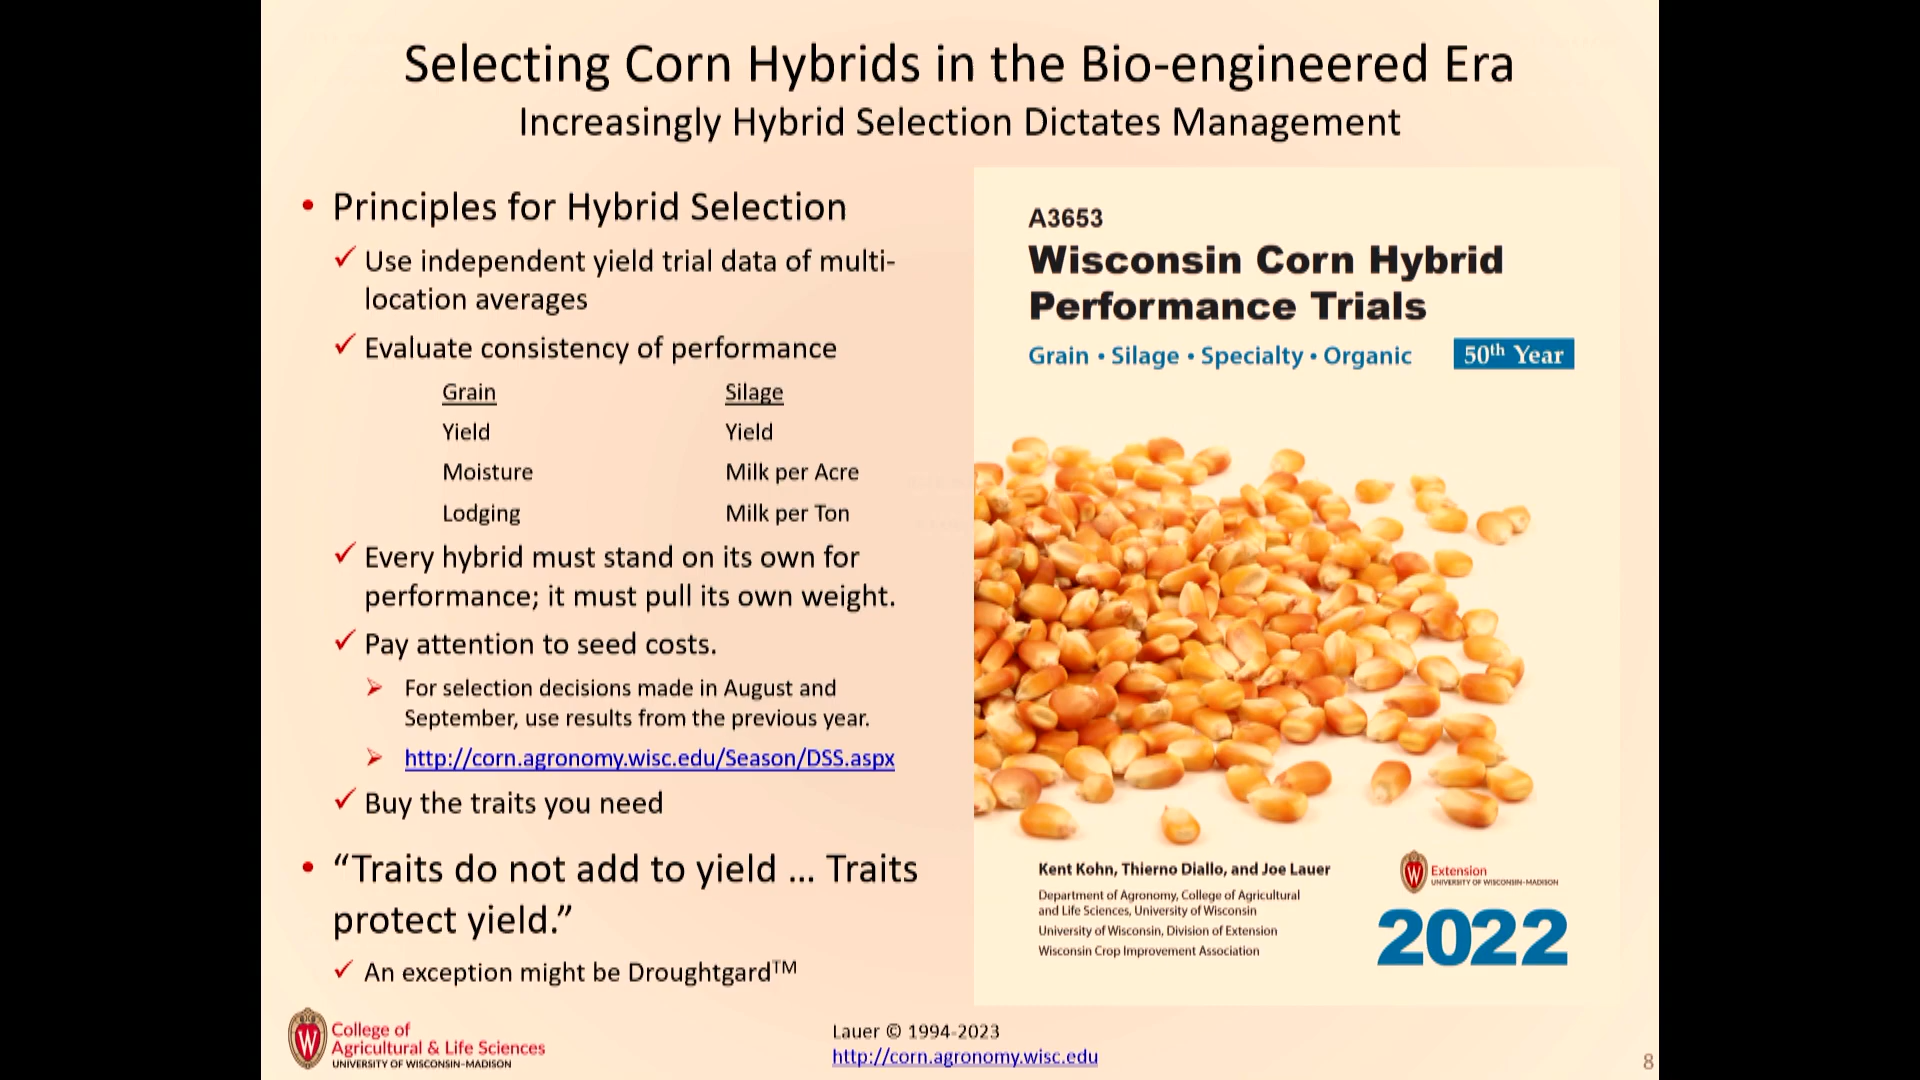 Selecting Corn Hybrids in the Bio-engineered Era
Increasingly Hybrid Selection Dictates Management
• Principles for Hybrid Selection
✓ Use independent yield trial data of multi-
location averages
✓ Evaluate consistency of performance
Grain Silage
Yield Yield
Moisture Milk per Acre
Lodging Milk per Ton
✓ Every hybrid must stand on its own for
performance; it must pull its own weight.
✓ Pay attention to seed costs.
➢ For selection decisions made in August and
September, use results from the previous year.
➢ http://corn.agronomy.wisc.edu/Season/DSS.aspx
✓ Buy the traits you need
• “Traits do not add to yield ... Traits
protect yield.”
✓ An exception might be Droughtgard™
A3653
Wisconsin Corn Hybrid
Performance Trials
Grain • Silage • Specialty • Organic 50th Year
Kent Kohn, Thierno Diallo, and Joe Lauer
Department of Agronomy, College of Agricultural
and Life Sciences, University of Wisconsin
University of Wisconsin, Division of Extension
Wisconsin Crop Improvement Association
W
Extension
UNIVERSITY OF WISCONSIN–MADISON
2022
W
College of
Agricultural & Life Sciences
UNIVERSITY OF WISCONSIN–MADISON
Lauer © 1994-2023
http://corn.agronomy.wisc.edu
8